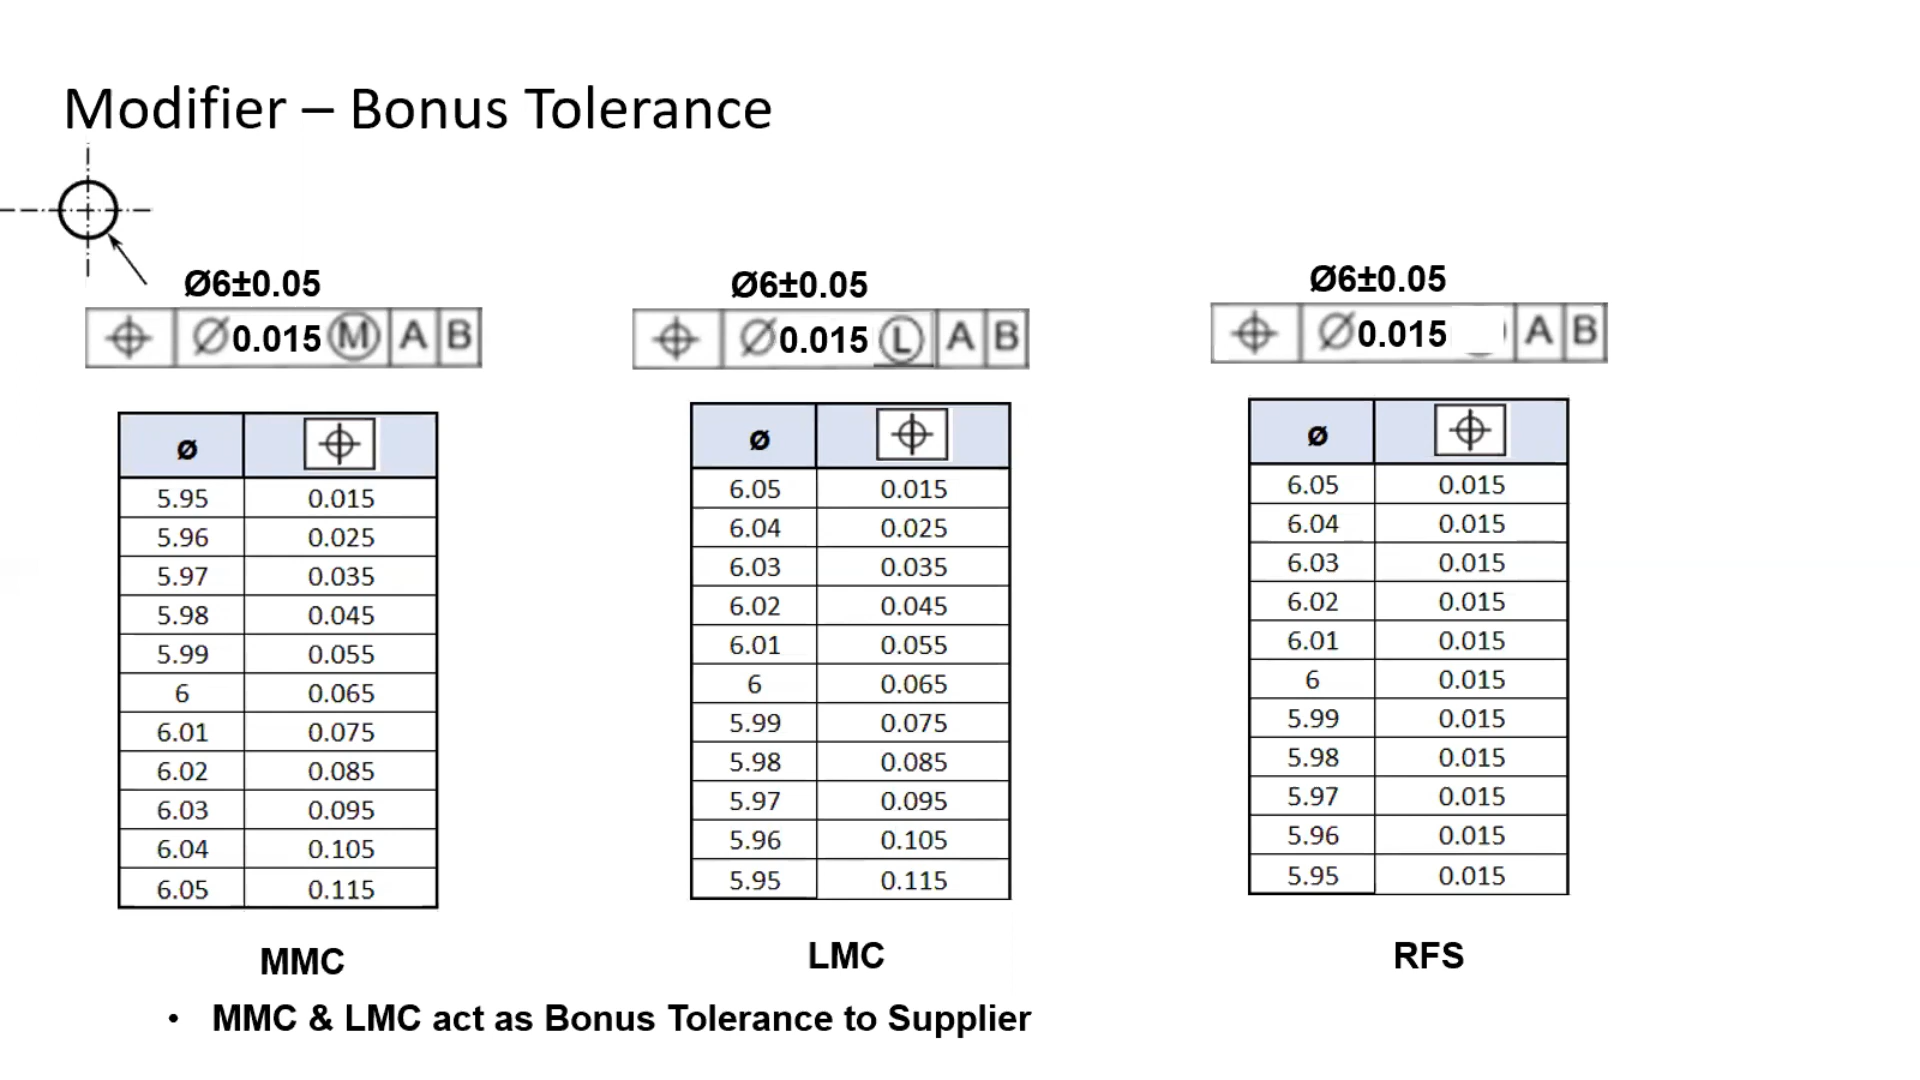 Modifier – Bonus Tolerance
Ø6±0.05
⌖ Ø0.015 Ⓜ A B
Ø6±0.05
⌖ Ø0.015 Ⓛ A B
Ø6±0.05
⌖ Ø0.015 A B
ø ⌖
5.95 0.015
5.96 0.025
5.97 0.035
5.98 0.045
5.99 0.055
6 0.065
6.01 0.075
6.02 0.085
6.03 0.095
6.04 0.105
6.05 0.115
MMC
ø ⌖
6.05 0.015
6.04 0.025
6.03 0.035
6.02 0.045
6.01 0.055
6 0.065
5.99 0.075
5.98 0.085
5.97 0.095
5.96 0.105
5.95 0.115
LMC
ø ⌖
6.05 0.015
6.04 0.015
6.03 0.015
6.02 0.015
6.01 0.015
6 0.015
5.99 0.015
5.98 0.015
5.97 0.015
5.96 0.015
5.95 0.015
RFS
• MMC & LMC act as Bonus Tolerance to Supplier